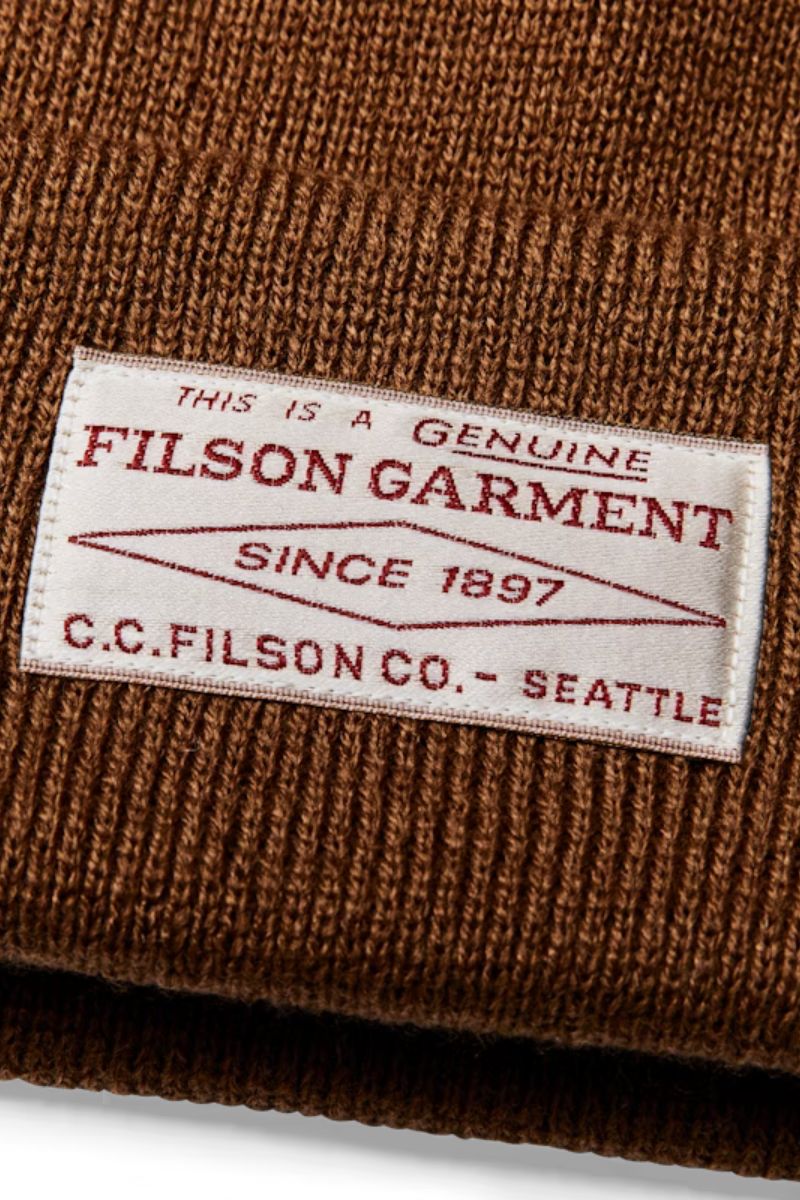 THIS IS A GENUINE
FILSON GARMENT
SINCE 1897
C.C.FILSON CO.- SEATTLE